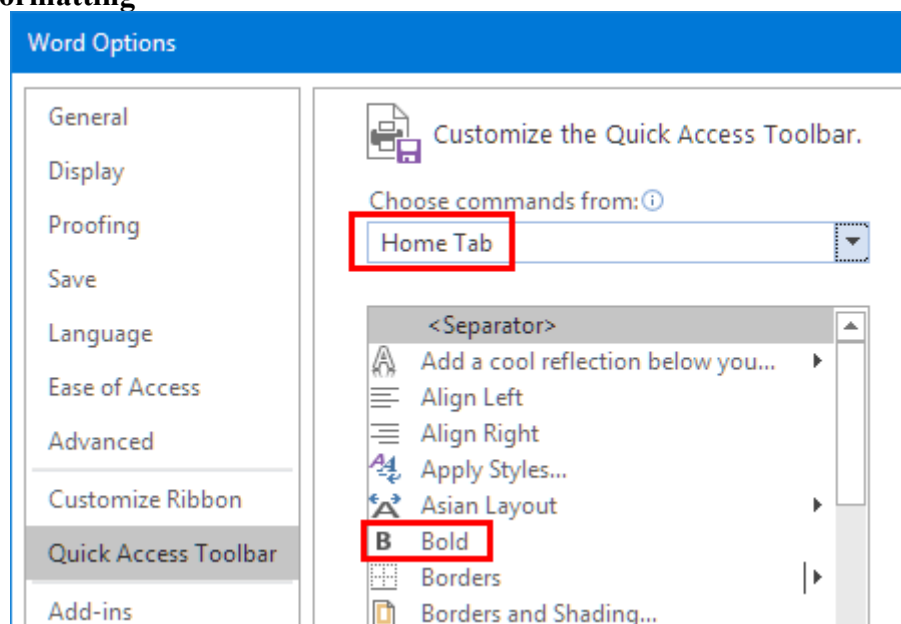 Word Options
General
Display
Proofing
Save
Language
Ease of Access
Advanced
Customize Ribbon
Quick Access Toolbar
Add-ins
Customize the Quick Access Toolbar.
Choose commands from:
Home Tab
<Separator>
Add a cool reflection below you...
Align Left
Align Right
Apply Styles...
Asian Layout
B Bold
Borders
Borders and Shading...